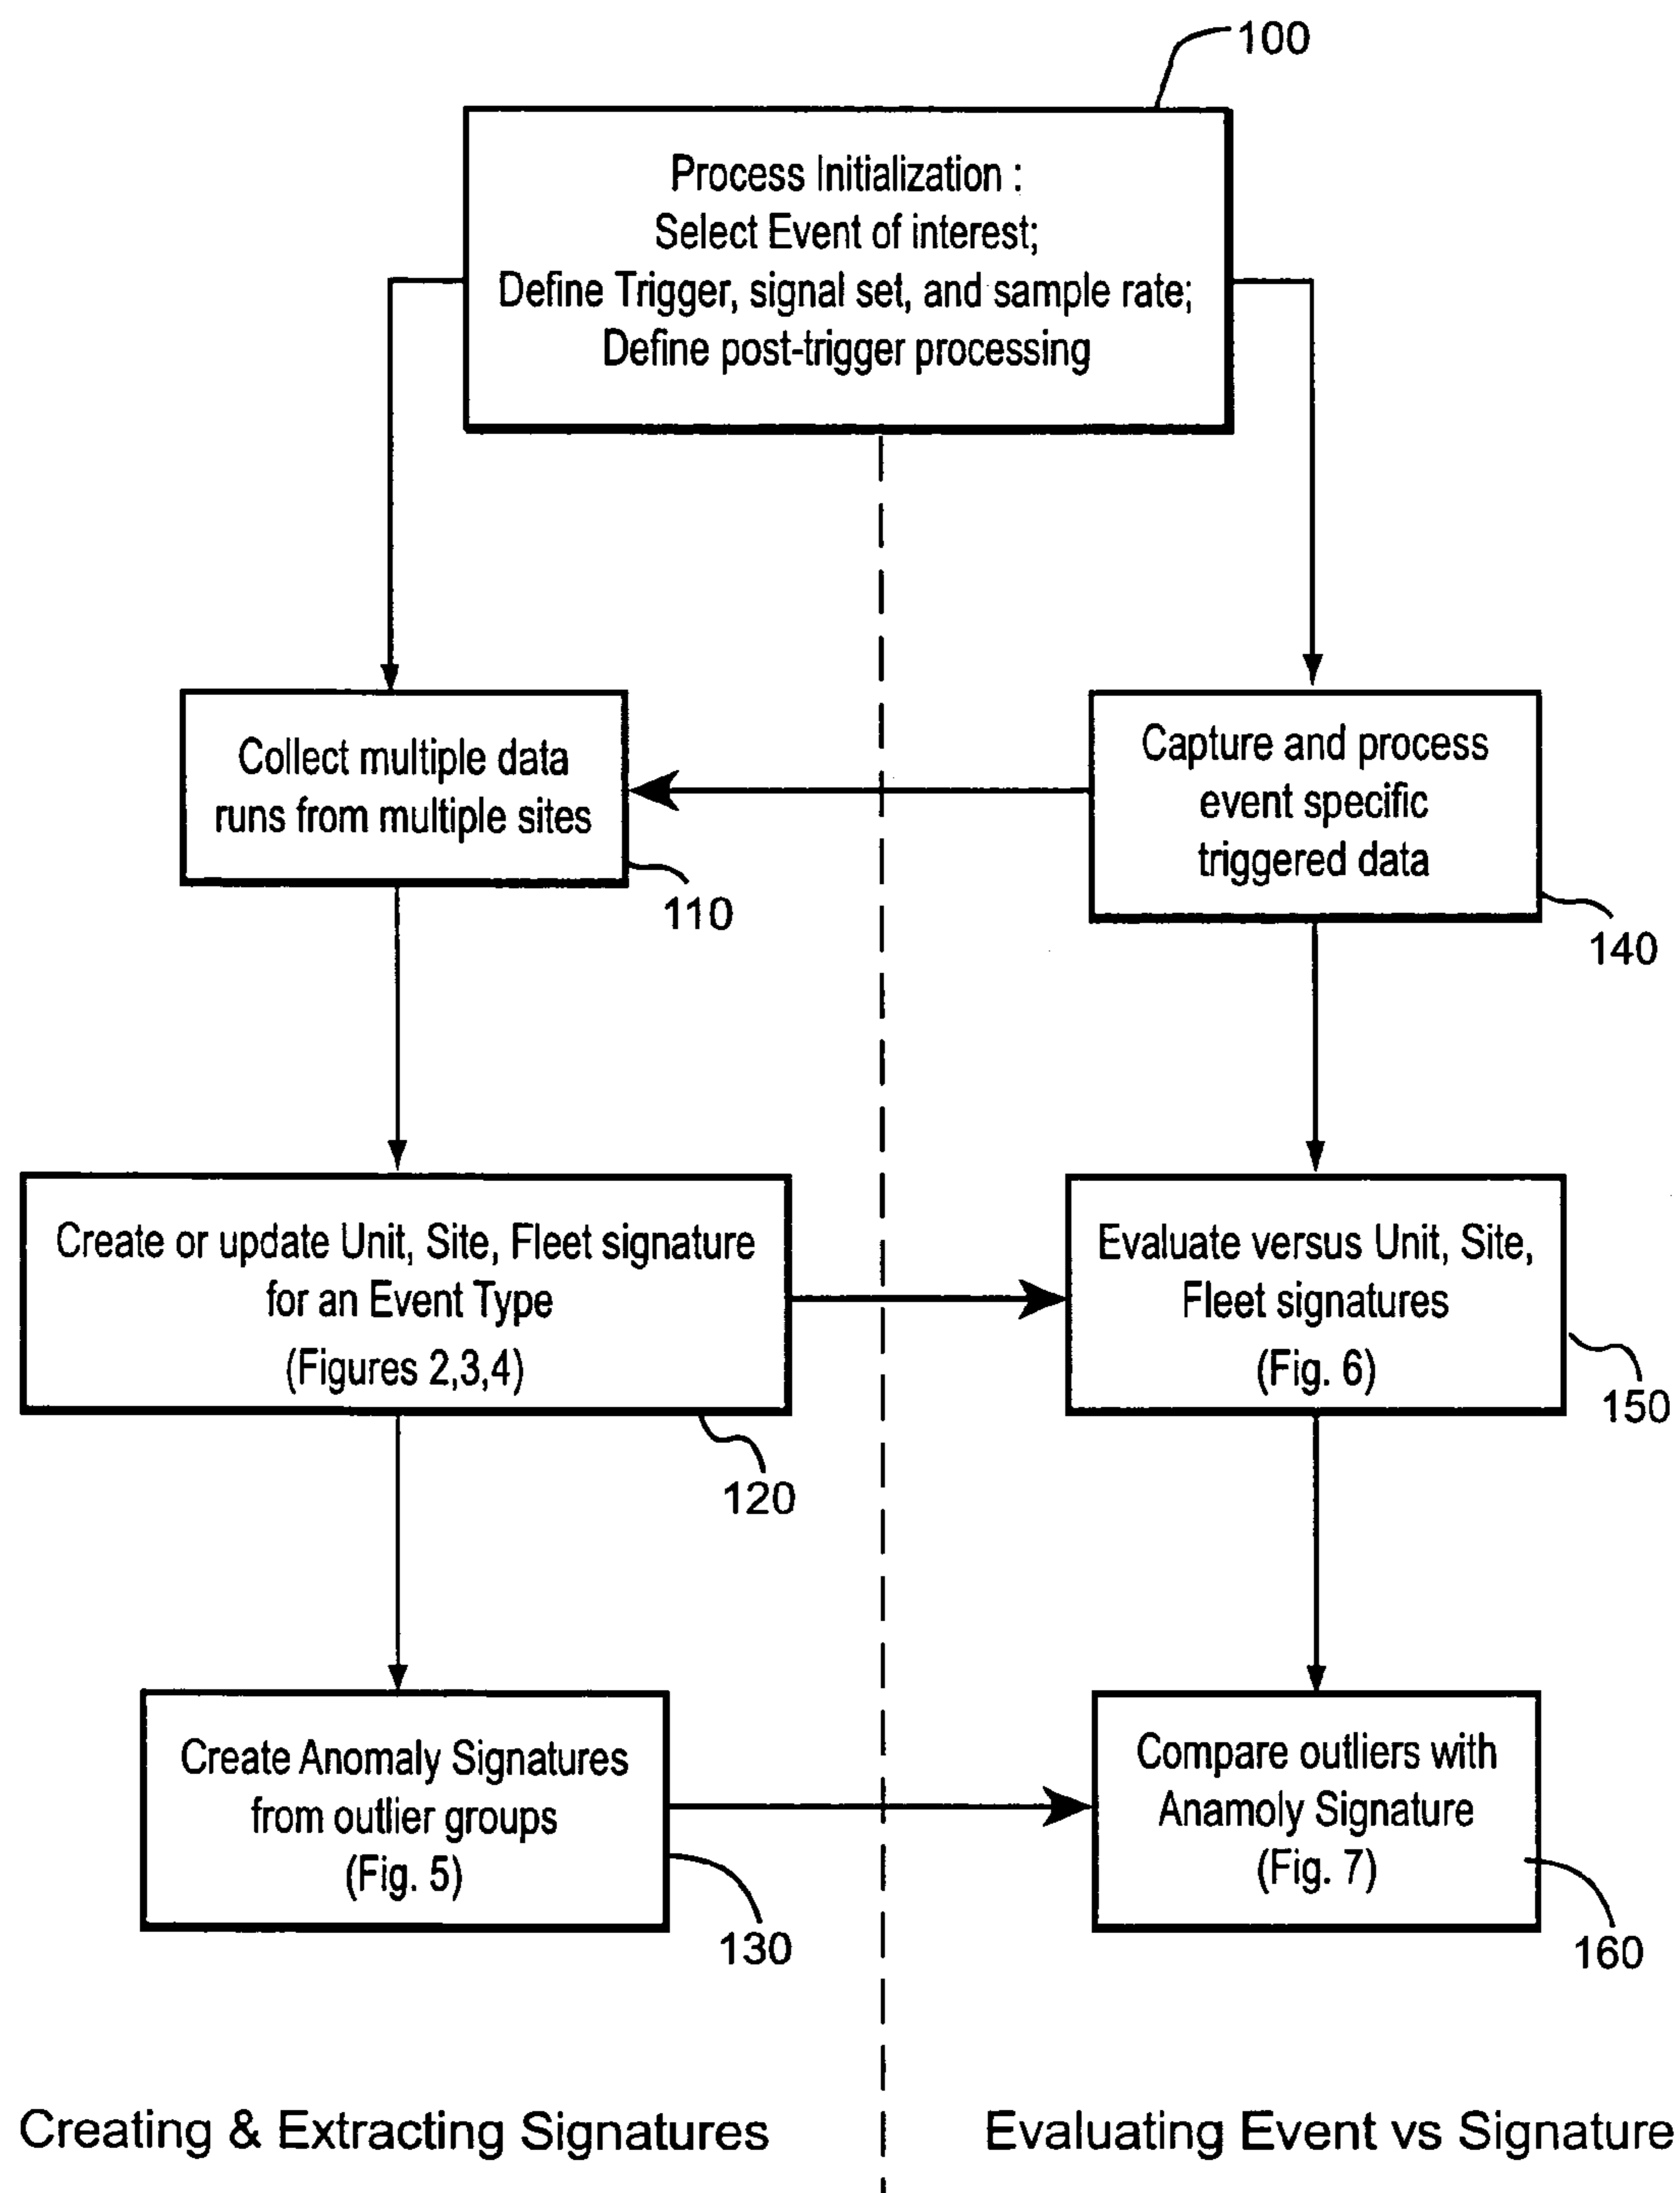 100
Process Initialization :
Select Event of interest;
Define Trigger, signal set, and sample rate;
Define post-trigger processing
Collect multiple data
runs from multiple sites
110
Capture and process
event specific
triggered data
140
Create or update Unit, Site, Fleet signature
for an Event Type
(Figures 2,3,4)
120
Evaluate versus Unit, Site,
Fleet signatures
(Fig. 6)
150
Create Anomaly Signatures
from outlier groups
(Fig. 5)
130
Compare outliers with
Anamoly Signature
(Fig. 7)
160
Creating & Extracting Signatures
Evaluating Event vs Signature